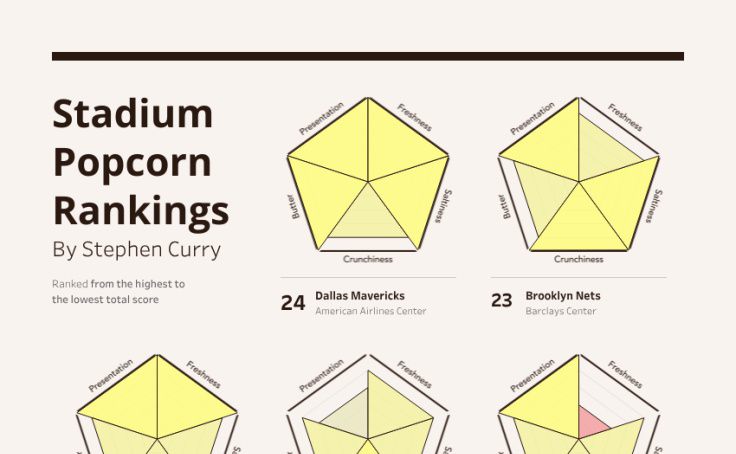 Stadium
Popcorn
Rankings
By Stephen Curry
Ranked from the highest to
the lowest total score
Presentation
Freshness
Butter
Saltiness
Crunchiness
24
Dallas Mavericks
American Airlines Center
Presentation
Freshness
Butter
Saltiness
Crunchiness
23
Brooklyn Nets
Barclays Center
Presentation
Freshness
Presentation
Freshness
Presentation
Freshness